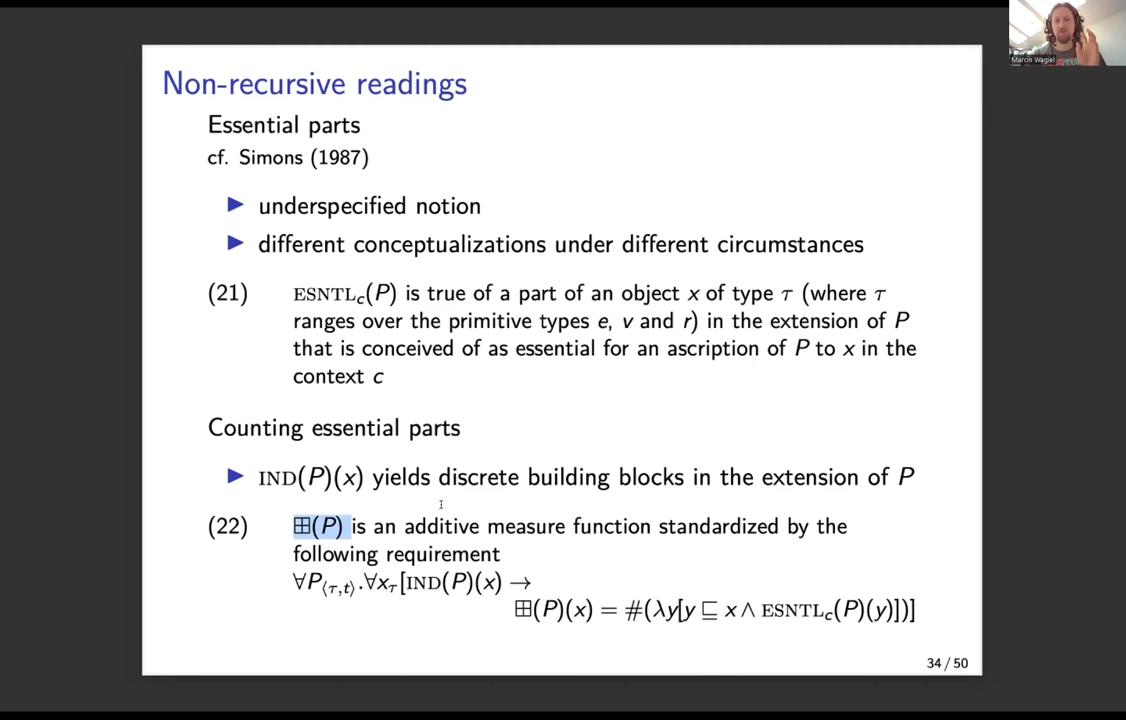 Marcin Wągiel
Non-recursive readings
Essential parts
cf. Simons (1987)
▶ underspecified notion
▶ different conceptualizations under different circumstances
(21) ESNTL_c(P) is true of a part of an object x of type τ (where τ
ranges over the primitive types e, v and r) in the extension of P
that is conceived of as essential for an ascription of P to x in the
context c
Counting essential parts
▶ IND(P)(x) yields discrete building blocks in the extension of P
(22) ⊞(P) is an additive measure function standardized by the
following requirement
∀P⟨τ,t⟩.∀x_τ[IND(P)(x) →
⊞(P)(x) = #(λy[y ⊑ x ∧ ESNTL_c(P)(y)])]
34 / 50